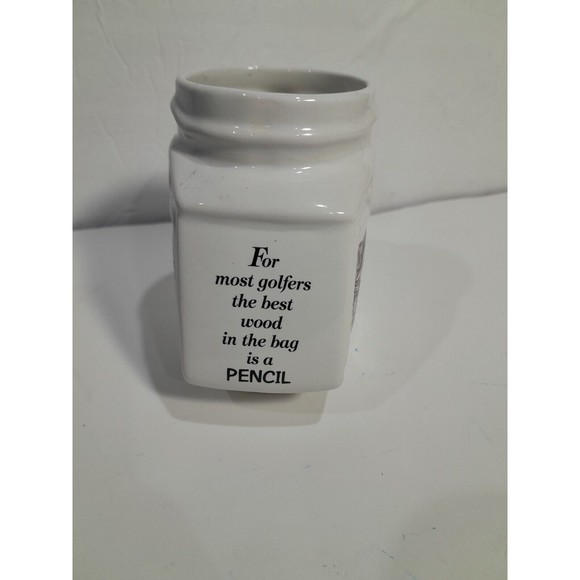 For
most golfers
the best
wood
in the bag
is a
PENCIL